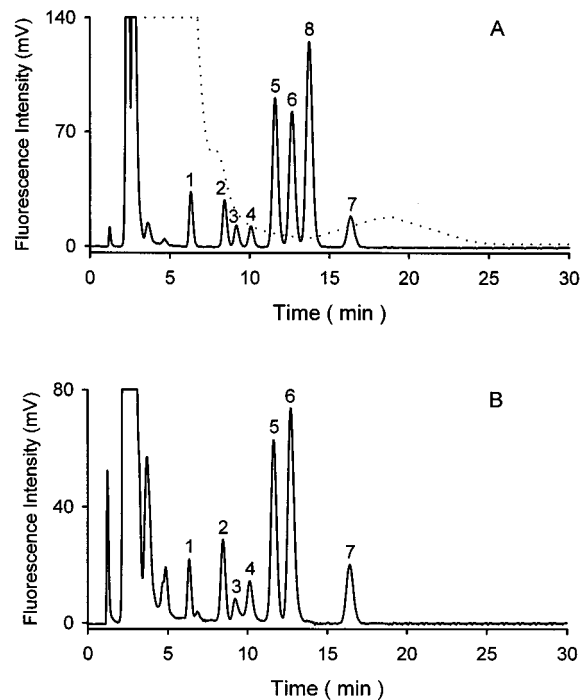 A
Fluorescence Intensity (mV)
140
70
0
1 2 3 4 5 6 8 7
0 5 10 15 20 25 30
Time ( min )
B
Fluorescence Intensity (mV)
80
40
0
1 2 3 4 5 6 7
0 5 10 15 20 25 30
Time ( min )